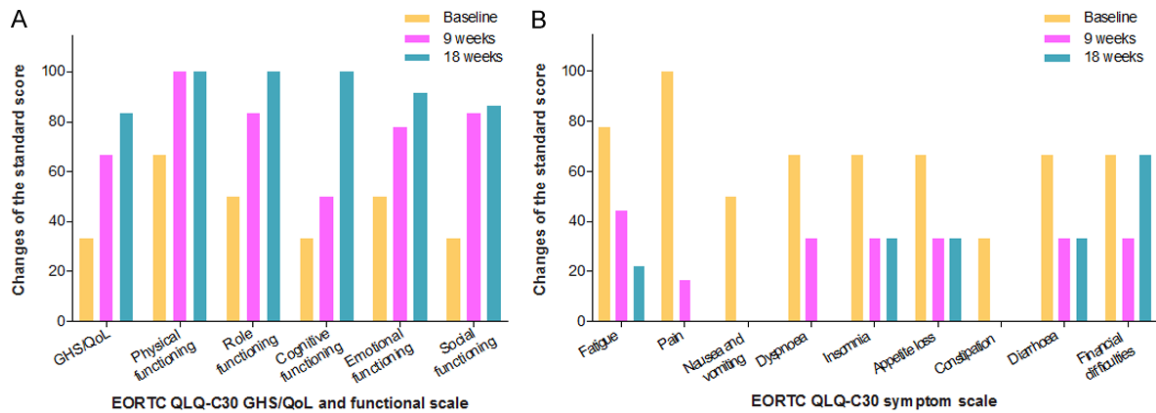 A
Baseline
9 weeks
18 weeks
Changes of the standard score
100
80
60
40
20
0
GHS/QoL
Physical
functioning
Role
functioning
Cognitive
functioning
Emotional
functioning
Social
functioning
EORTC QLQ-C30 GHS/QoL and functional scale
B
Baseline
9 weeks
18 weeks
Changes of the standard score
100
80
60
40
20
0
Fatigue
Pain
Nausea and
vomiting
Dyspnoea
Insomnia
Appetite loss
Constipation
Diarrhoea
Financial
difficulties
EORTC QLQ-C30 symptom scale